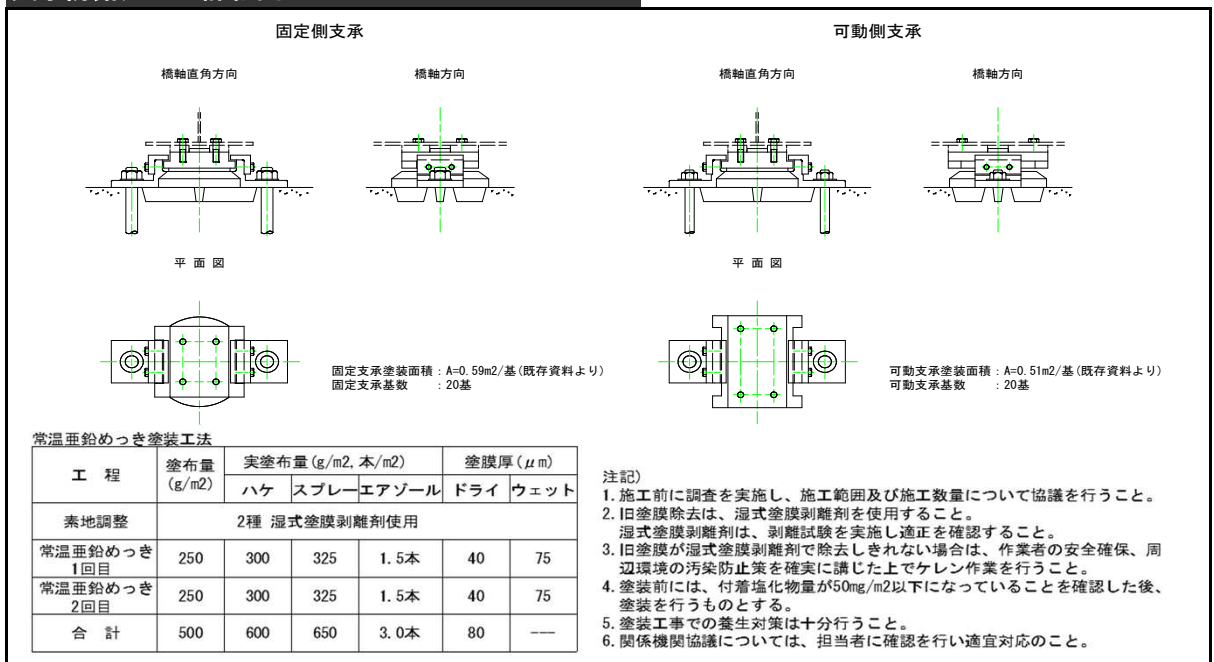 固定側支承
可動側支承
橋軸直角方向
橋軸方向
橋軸直角方向
橋軸方向
平 面 図
平 面 図
固定支承塗装面積：A=0.59m2/基(既存資料より)
固定支承基数　　：20基
可動支承塗装面積：A=0.51m2/基(既存資料より)
可動支承基数　　：20基
常温亜鉛めっき塗装工法
工　程 塗布量(g/m2) 実塗布量(g/m2, 本/m2) 塗膜厚(μm)
ハケ スプレー エアゾール ドライ ウェット
素地調整 2種 湿式塗膜剥離剤使用
常温亜鉛めっき1回目 250 300 325 1.5本 40 75
常温亜鉛めっき2回目 250 300 325 1.5本 40 75
合　計 500 600 650 3.0本 80 ---
注記)
1. 施工前に調査を実施し、施工範囲及び施工数量について協議を行うこと。
2. 旧塗膜除去は、湿式塗膜剥離剤を使用すること。
湿式塗膜剥離剤は、剥離試験を実施し適正を確認すること。
3. 旧塗膜が湿式塗膜剥離剤で除去しきれない場合は、作業者の安全確保、周
辺環境の汚染防止策を確実に講じた上でケレン作業を行うこと。
4. 塗装前には、付着塩化物量が50mg/m2以下になっていることを確認した後、
塗装を行うものとする。
5. 塗装工事での養生対策は十分行うこと。
6. 関係機関協議については、担当者に確認を行い適宜対応のこと。